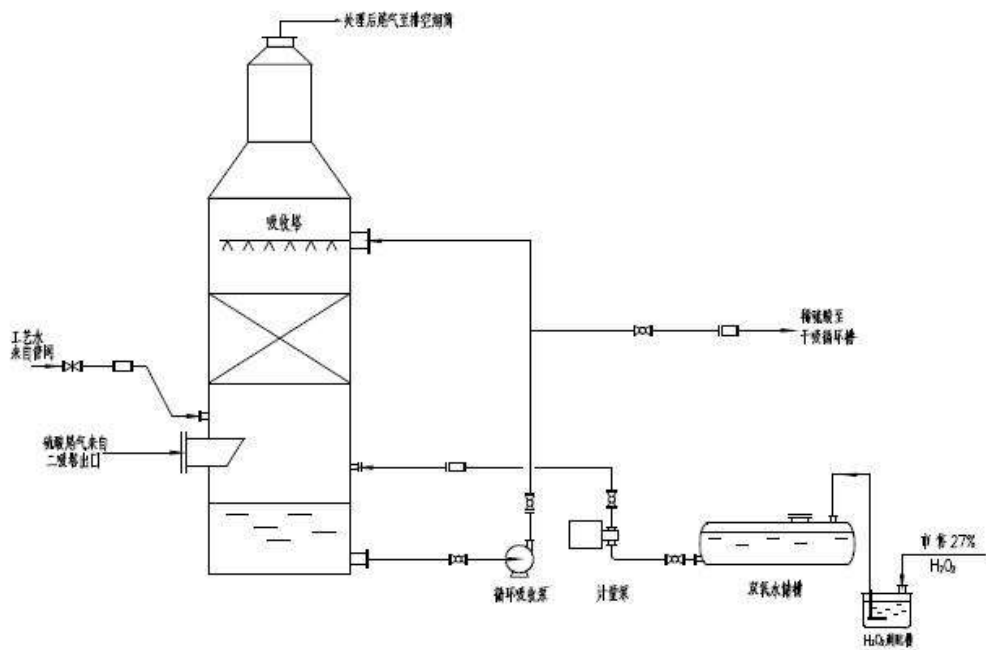 处理后尾气至排空烟筒
吸收塔
工艺水
来自管网
稀硫酸至
干吸循环槽
硫酸尾气来自
二吸塔出口
市售27%
H₂O₂
循环吸收泵
计量泵
双氧水储槽
H₂O₂卸配槽